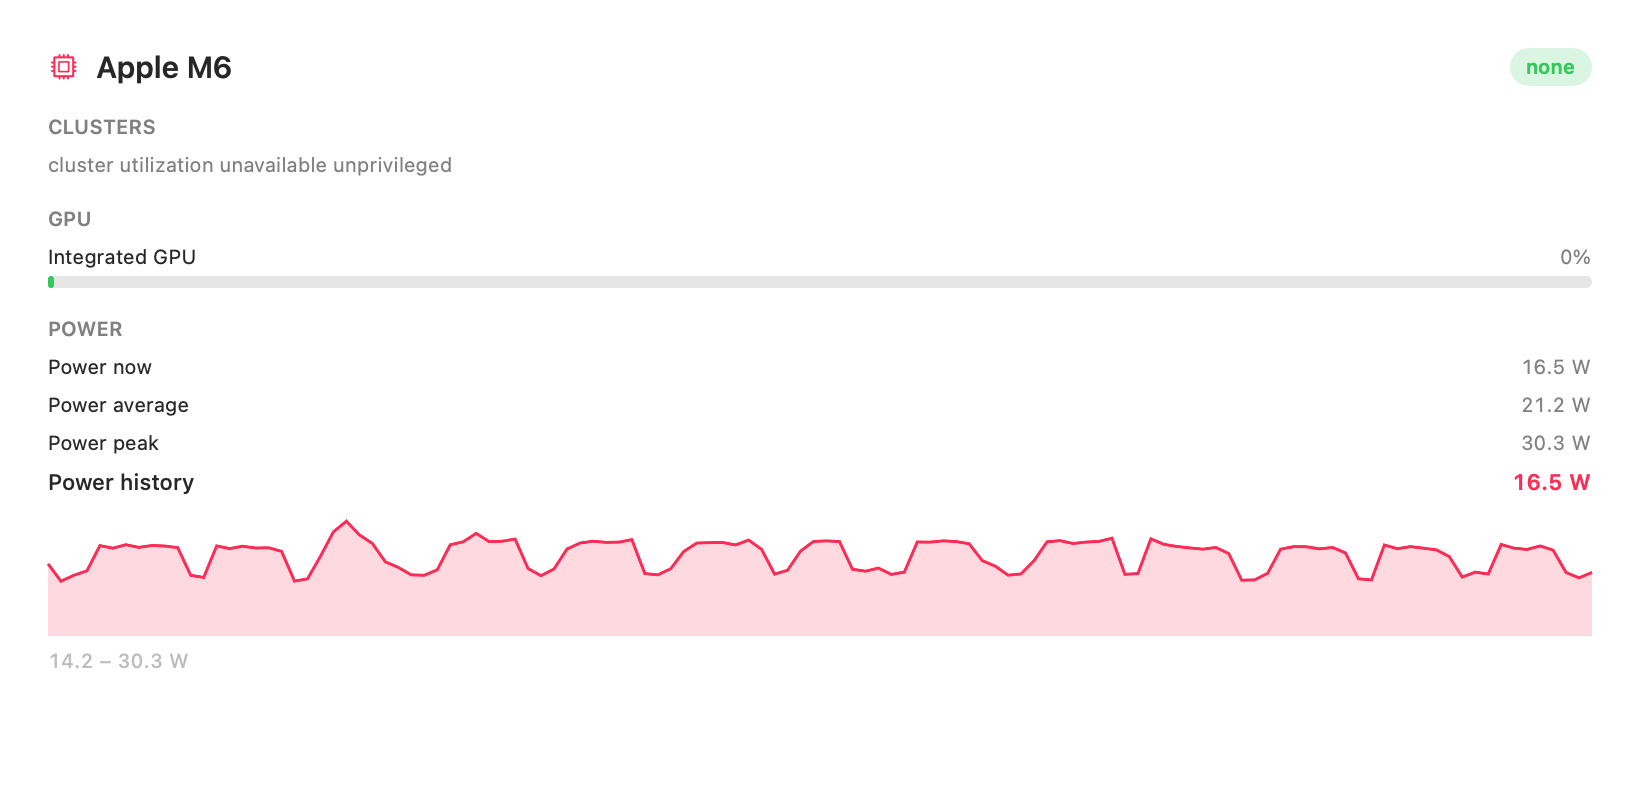 Apple M6
none
CLUSTERS
cluster utilization unavailable unprivileged
GPU
Integrated GPU 0%
POWER
Power now 16.5 W
Power average 21.2 W
Power peak 30.3 W
Power history 16.5 W
14.2 – 30.3 W